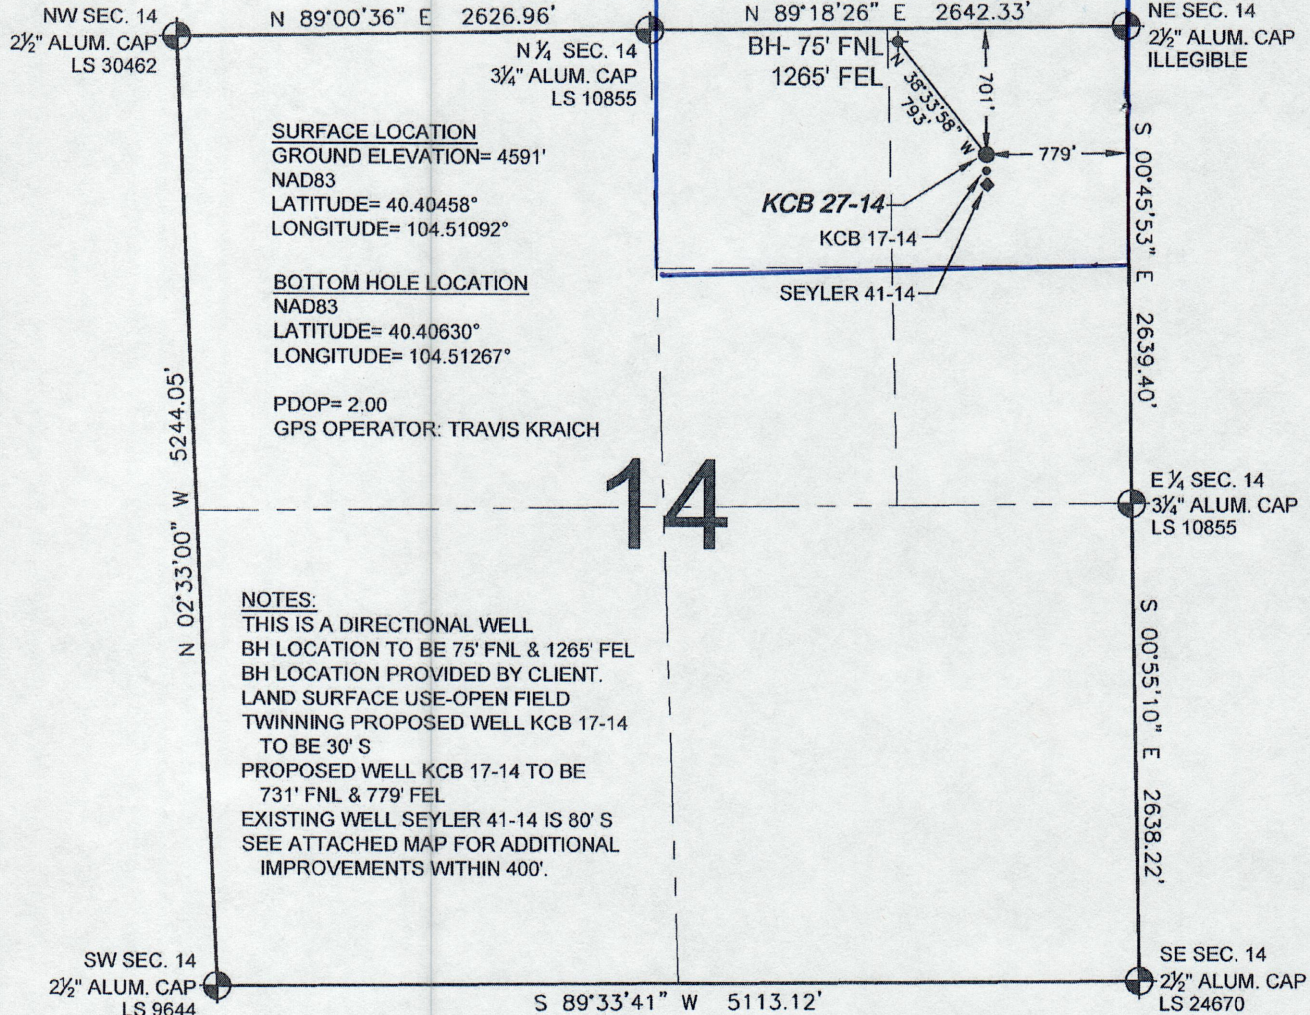 NW SEC. 14
2½" ALUM. CAP
LS 30462
N 89°00'36" E 2626.96'
N ¼ SEC. 14
3¼" ALUM. CAP
LS 10855
N 89°18'26" E 2642.33'
NE SEC. 14
2½" ALUM. CAP
ILLEGIBLE
BH- 75' FNL
1265' FEL
N 38°33'58" W
793'
701'
779'
KCB 27-14
KCB 17-14
SEYLER 41-14
S 00°45'53" E 2639.40'
SURFACE LOCATION
GROUND ELEVATION= 4591'
NAD83
LATITUDE= 40.40458°
LONGITUDE= 104.51092°
BOTTOM HOLE LOCATION
NAD83
LATITUDE= 40.40630°
LONGITUDE= 104.51267°
PDOP= 2.00
GPS OPERATOR: TRAVIS KRAICH
N 02°33'00" W 5244.05'
14
E ¼ SEC. 14
3¼" ALUM. CAP
LS 10855
NOTES:
THIS IS A DIRECTIONAL WELL
BH LOCATION TO BE 75' FNL & 1265' FEL
BH LOCATION PROVIDED BY CLIENT.
LAND SURFACE USE-OPEN FIELD
TWINNING PROPOSED WELL KCB 17-14
TO BE 30' S
PROPOSED WELL KCB 17-14 TO BE
731' FNL & 779' FEL
EXISTING WELL SEYLER 41-14 IS 80' S
SEE ATTACHED MAP FOR ADDITIONAL
IMPROVEMENTS WITHIN 400'.
S 00°55'10" E 2638.22'
SW SEC. 14
2½" ALUM. CAP
LS 9644
S 89°33'41" W 5113.12'
SE SEC. 14
2½" ALUM. CAP
LS 24670